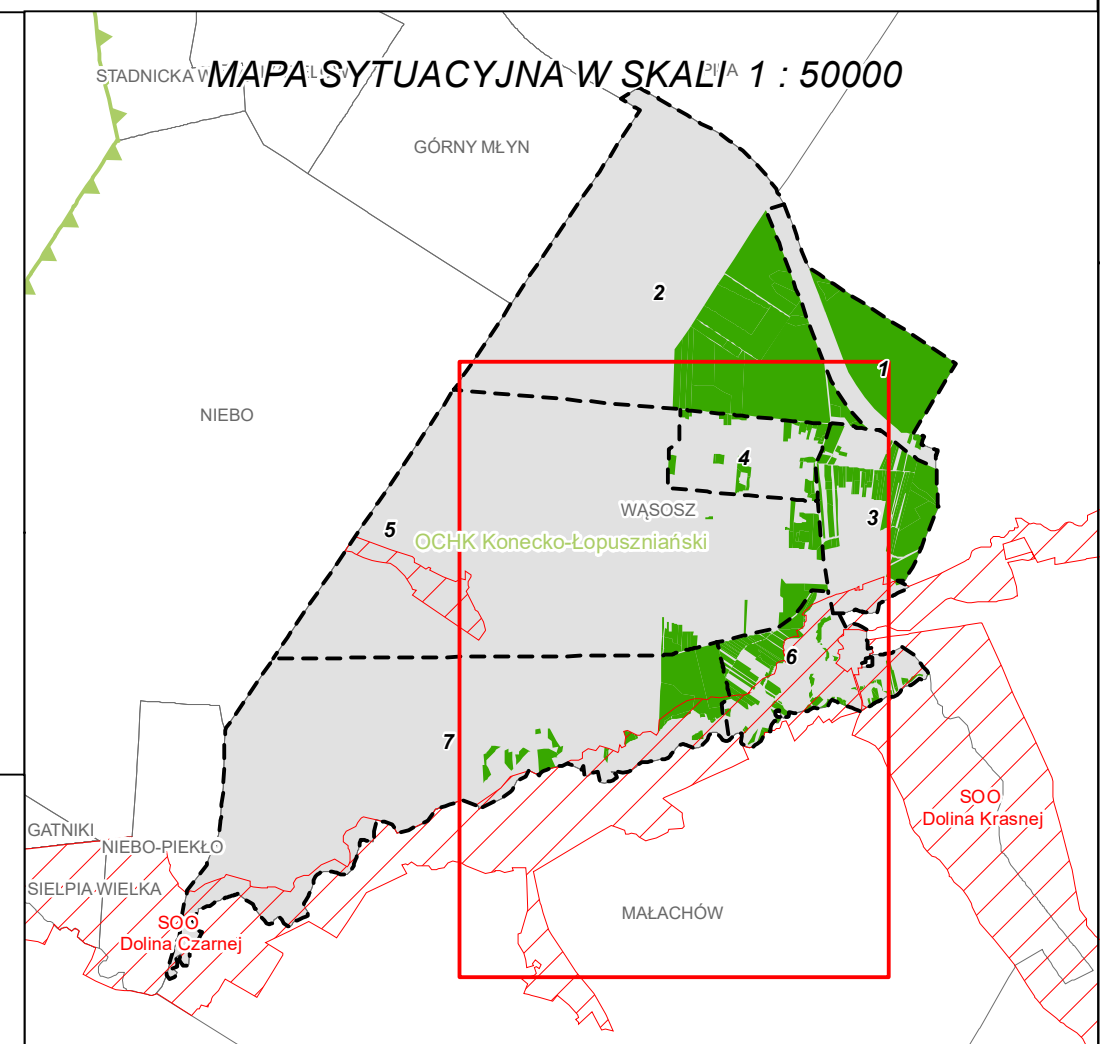 MAPA SYTUACYJNA W SKALI 1 : 50000
STADNICKA W
GÓRNY MŁYN
2
1
NIEBO
4
WĄSOSZ
3
5
OCHK Konecko-Łopuszniański
6
7
SOO
Dolina Krasnej
GATNIKI
NIEBO-PIEKŁO
SIELPIA WIELKA
SOO
Dolina Czarnej
MAŁACHÓW